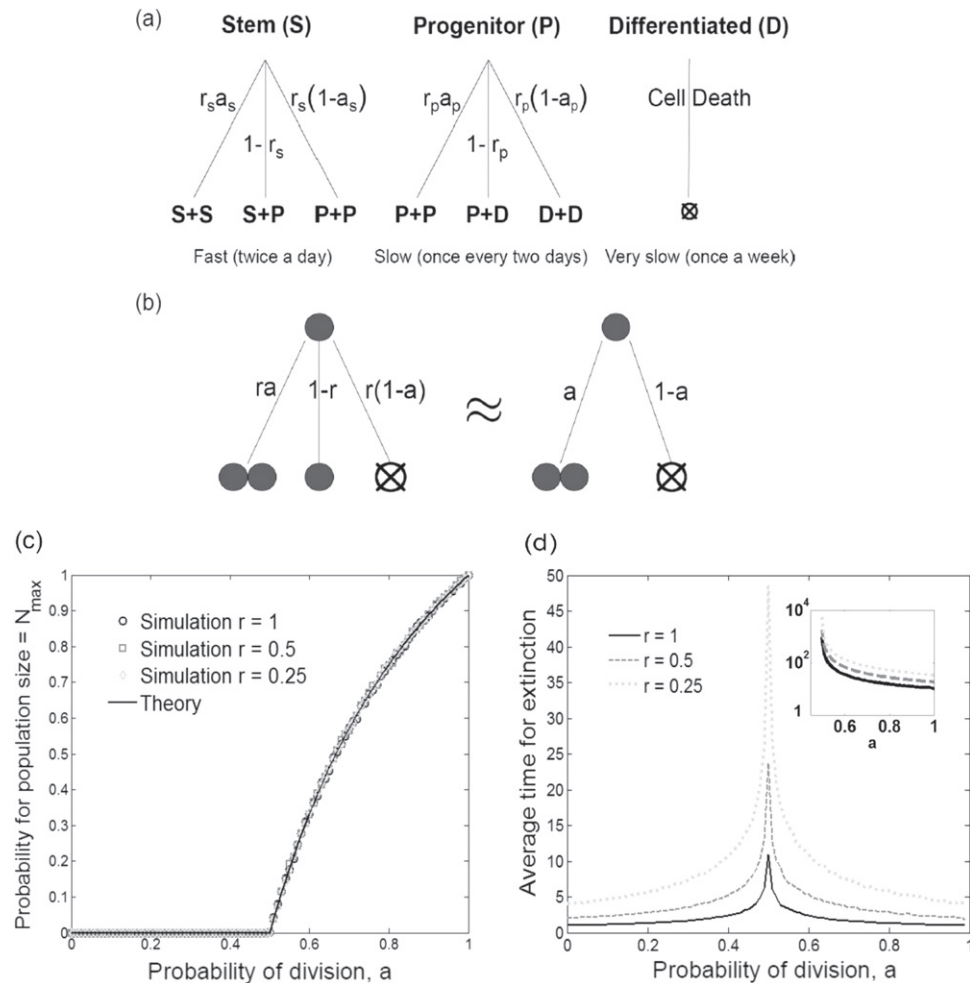 (a)
Stem (S) Progenitor (P) Differentiated (D)
r_s a_s r_s(1-a_s) r_p a_p r_p(1-a_p) Cell Death
1- r_s 1- r_p
S+S S+P P+P P+P P+D D+D
Fast (twice a day) Slow (once every two days) Very slow (once a week)
(b)
ra 1-r r(1-a) ≈ a 1-a
(c)
Probability for population size = N_max
1
0.9
0.8
0.7
0.6
0.5
0.4
0.3
0.2
0.1
0
Simulation r = 1
Simulation r = 0.5
Simulation r = 0.25
Theory
0 0.2 0.4 0.6 0.8 1
Probability of division, a
(d)
Average time for extinction
50
45
40
35
30
25
20
15
10
5
0
r = 1
r = 0.5
r = 0.25
10^4
10^2
1
0.6 0.8 1
a
0 0.2 0.4 0.6 0.8 1
Probability of division, a